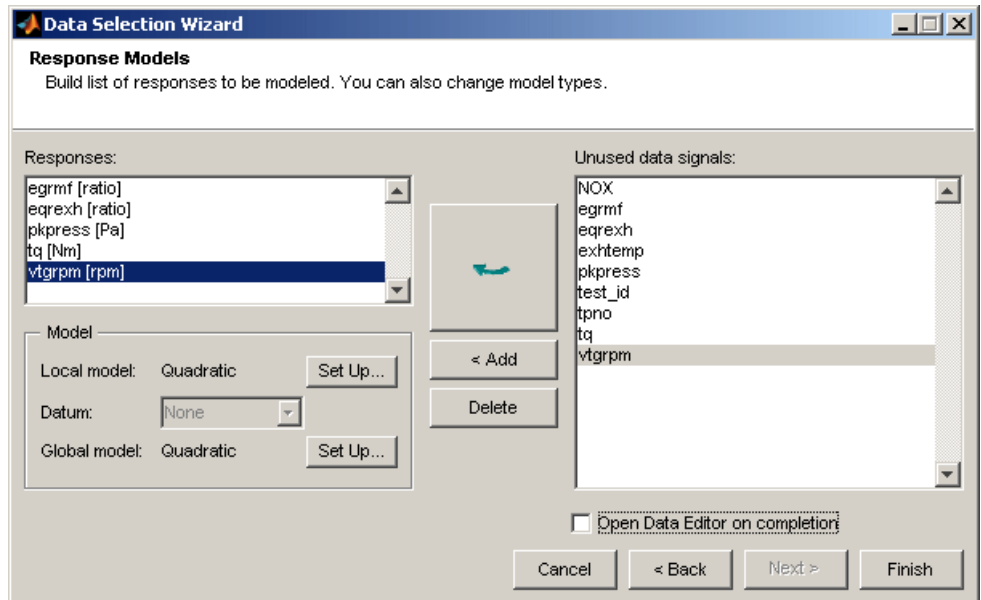 Data Selection Wizard
Response Models
Build list of responses to be modeled. You can also change model types.
Responses:
egrmf [ratio]
eqrexh [ratio]
pkpress [Pa]
tq [Nm]
vtgrpm [rpm]
Model
Local model: Quadratic Set Up...
Datum: None
Global model: Quadratic Set Up...
< Add
Delete
Unused data signals:
NOX
egrmf
eqrexh
exhtemp
pkpress
test_id
tpno
tq
vtgrpm
Open Data Editor on completion
Cancel < Back Next > Finish